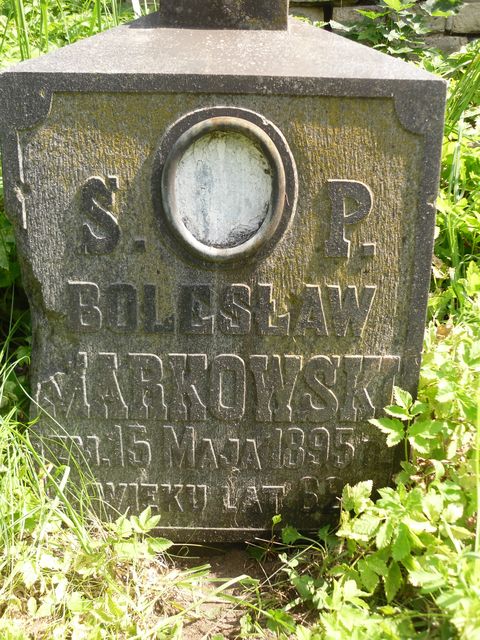 S. P.
BOLESŁAW
MARKOWSKI
15 MAJA 1895
WIEKU LAT